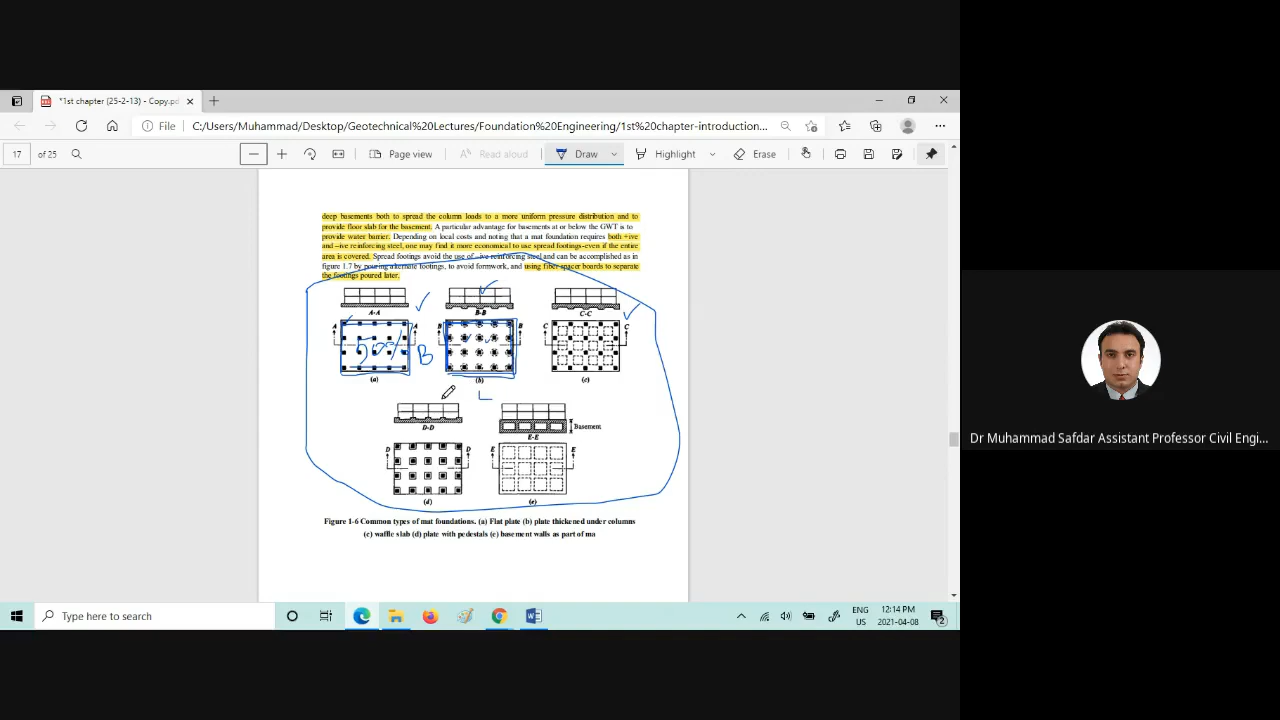 *1st chapter (25-2-13) - Copy.pd
File C:/Users/Muhammad/Desktop/Geotechnical%20Lectures/Foundation%20Engineering/1st%20chapter-introduction...
17 of 25 Page view Read aloud Draw Highlight Erase
deep basements both to spread the column loads to a more uniform pressure distribution and to
provide floor slab for the basement. A particular advantage for basements at or below the GWT is to
provide water barrier. Depending on local costs and noting that a mat foundation requires both +ive
and –ive reinforcing steel, one may find it more economical to use spread footings-even if the entire
area is covered. Spread footings avoid the use of –ive reinforcing steel and can be accomplished as in
figure 1.7 by pouring alternate footings, to avoid formwork, and using fiber spacer boards to separate
the footings poured later.
A-A B-B C-C
A A B B C C
50% B
(a) (b) (c)
L
D-D E-E Basement
D D E E
(d) (e)
Figure 1-6 Common types of mat foundations. (a) Flat plate (b) plate thickened under columns
(c) waffle slab (d) plate with pedestals (e) basement walls as part of ma
Dr Muhammad Safdar Assistant Professor Civil Engi...
Type here to search
ENG
US
12:14 PM
2021-04-08
2